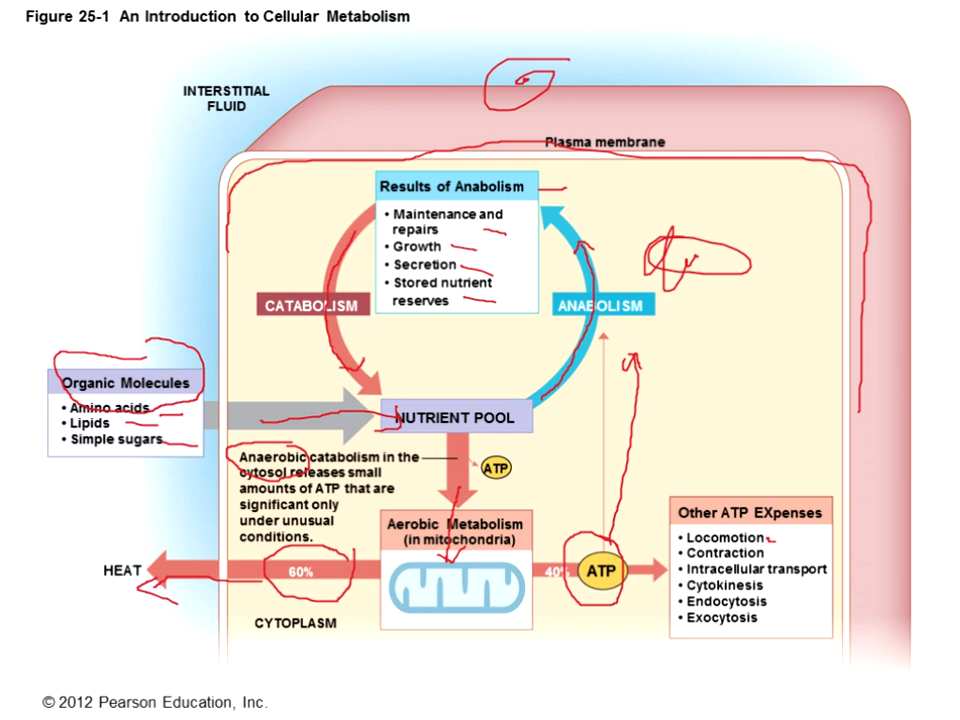 Figure 25-1 An Introduction to Cellular Metabolism
INTERSTITIAL
FLUID
Plasma membrane
Results of Anabolism
• Maintenance and
repairs
• Growth
• Secretion
• Stored nutrient
reserves
CATABOLISM
ANABOLISM
Organic Molecules
• Amino acids
• Lipids
• Simple sugars
NUTRIENT POOL
Anaerobic catabolism in the
cytosol releases small
amounts of ATP that are
significant only
under unusual
conditions.
ATP
Aerobic Metabolism
(in mitochondria)
HEAT
60%
40%
ATP
Other ATP EXpenses
• Locomotion
• Contraction
• Intracellular transport
• Cytokinesis
• Endocytosis
• Exocytosis
CYTOPLASM
© 2012 Pearson Education, Inc.